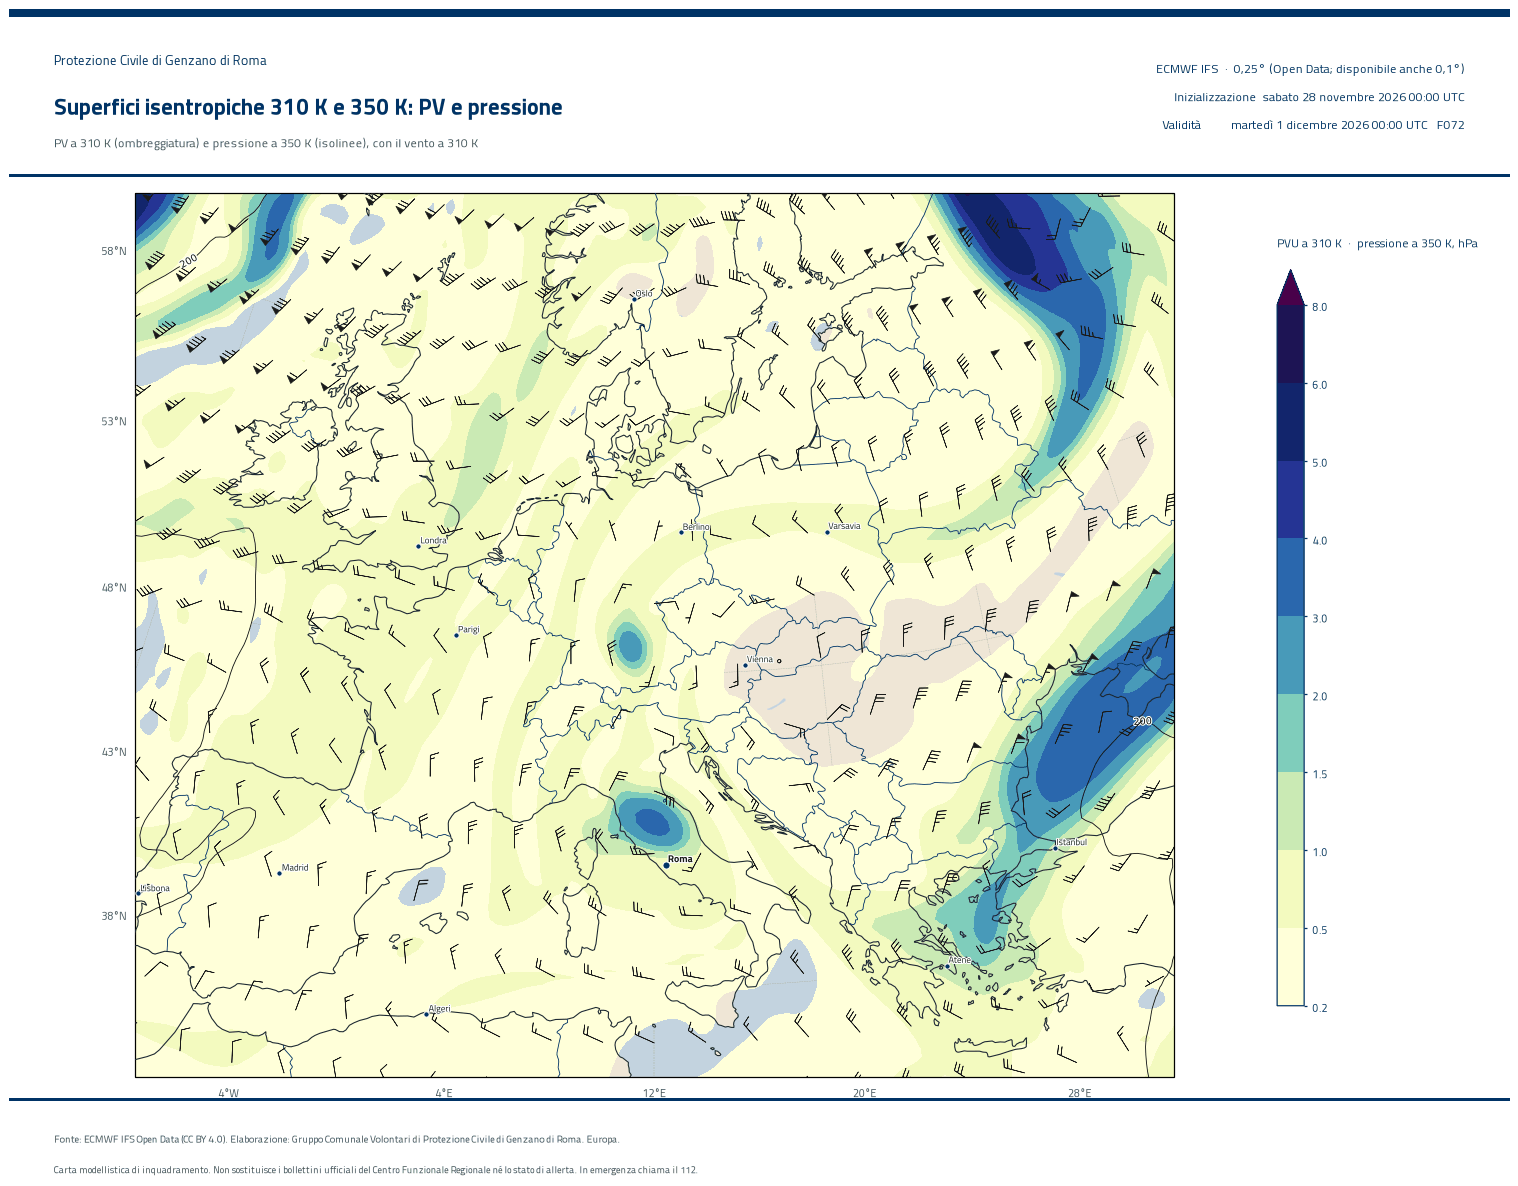 Protezione Civile di Genzano di Roma
Superfici isentropiche 310 K e 350 K: PV e pressione
PV a 310 K (ombreggiatura) e pressione a 350 K (isolinee), con il vento a 310 K
ECMWF IFS · 0,25° (Open Data; disponibile anche 0,1°)
Inizializzazione sabato 28 novembre 2026 00:00 UTC
Validità martedì 1 dicembre 2026 00:00 UTC F072
PVU a 310 K · pressione a 350 K, hPa
8.0
6.0
5.0
4.0
3.0
2.0
1.5
1.0
0.5
0.2
58°N
53°N
48°N
43°N
38°N
4°W
4°E
12°E
20°E
28°E
200
Oslo
Berlino
Varsavia
Londra
Parigi
Vienna
200
Istanbul
Roma
Madrid
Lisbona
Atene
Algeri
Fonte: ECMWF IFS Open Data (CC BY 4.0). Elaborazione: Gruppo Comunale Volontari di Protezione Civile di Genzano di Roma. Europa.
Carta modellistica di inquadramento. Non sostituisce i bollettini ufficiali del Centro Funzionale Regionale né lo stato di allerta. In emergenza chiama il 112.